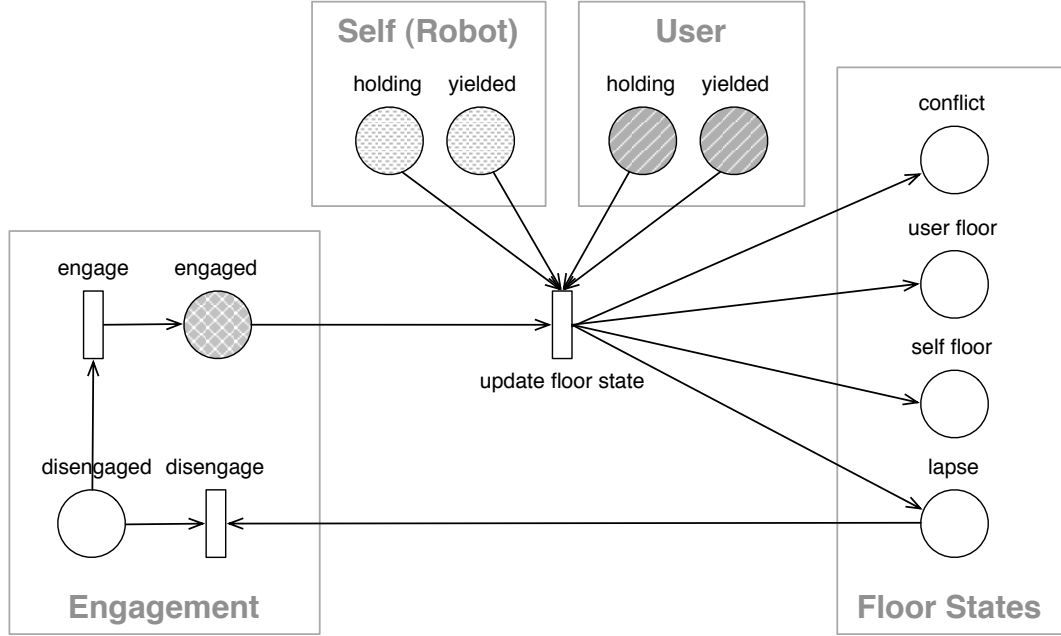 Self (Robot)
User
holding
yielded
holding
yielded
conflict
user floor
engage
engaged
self floor
update floor state
disengaged
disengage
lapse
Engagement
Floor States